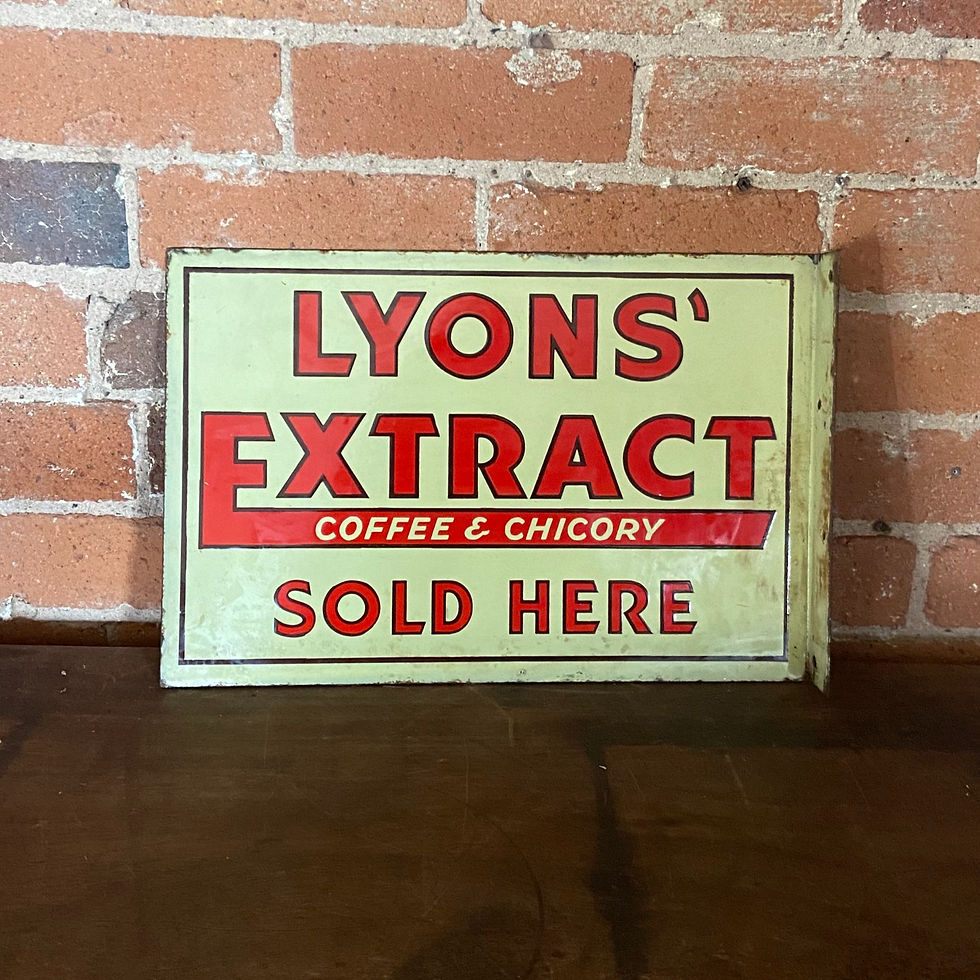 LYONS'
EXTRACT
COFFEE & CHICORY
SOLD HERE